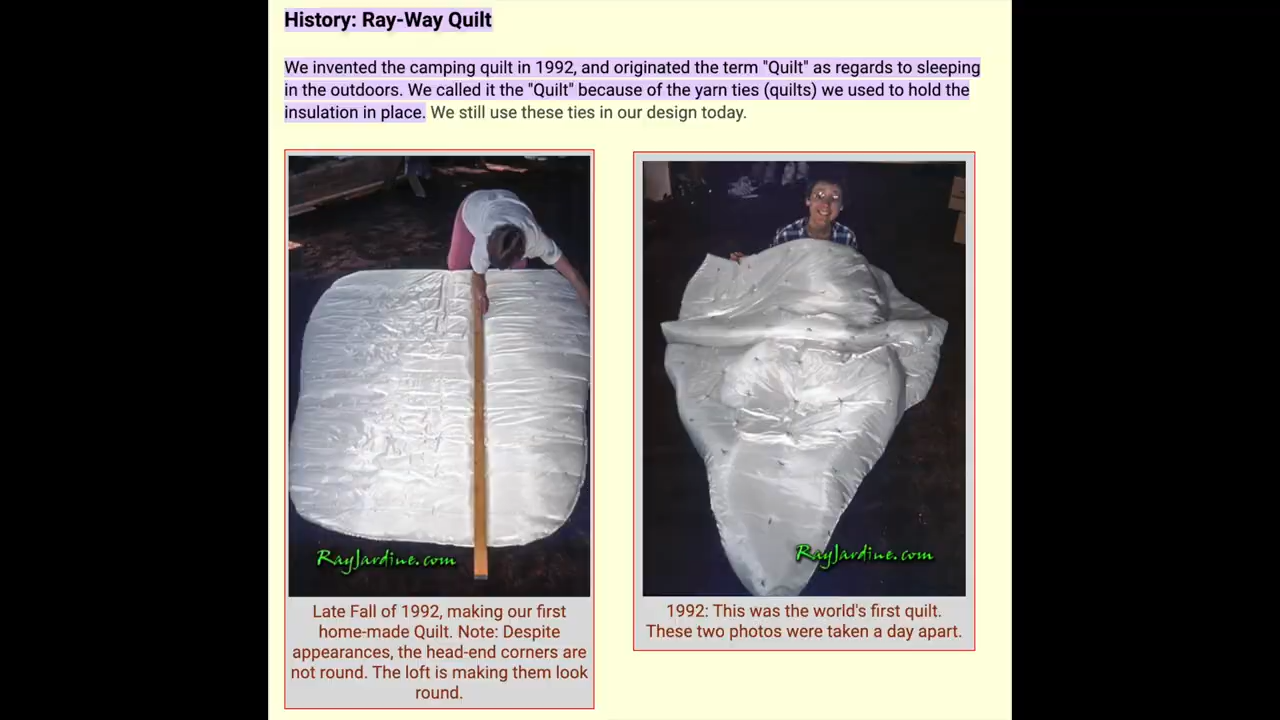 History: Ray-Way Quilt
We invented the camping quilt in 1992, and originated the term "Quilt" as regards to sleeping
in the outdoors. We called it the "Quilt" because of the yarn ties (quilts) we used to hold the
insulation in place. We still use these ties in our design today.
RayJardine.com
Late Fall of 1992, making our first
home-made Quilt. Note: Despite
appearances, the head-end corners are
not round. The loft is making them look
round.
RayJardine.com
1992: This was the world's first quilt.
These two photos were taken a day apart.